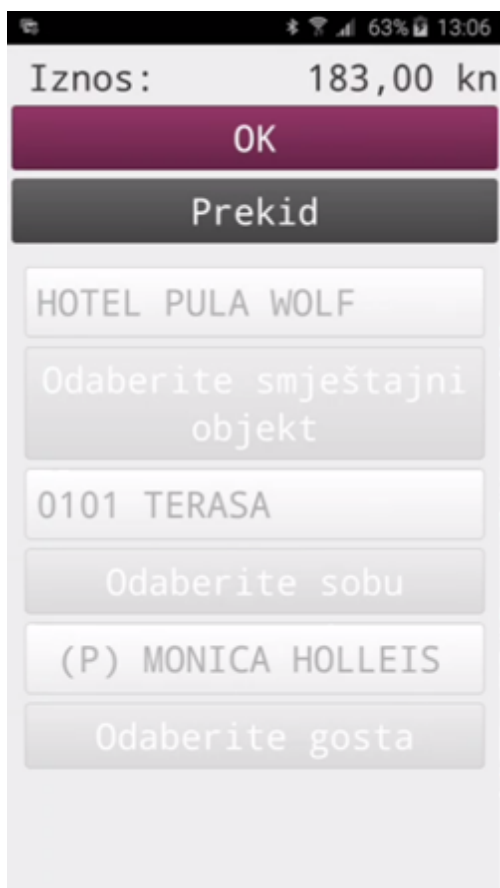 63% 13:06
Iznos: 183,00 kn
OK
Prekid
HOTEL PULA WOLF
Odaberite smještajni
objekt
0101 TERASA
Odaberite sobu
(P) MONICA HOLLEIS
Odaberite gosta